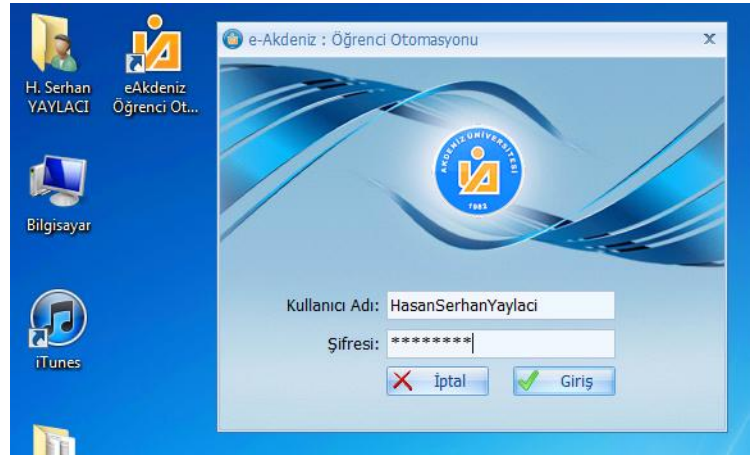 H. Serhan
YAYLACI
eAkdeniz
Öğrenci Ot...
Bilgisayar
iTunes
e-Akdeniz : Öğrenci Otomasyonu
AKDENİZ ÜNİVERSİTESİ
1982
Kullanıcı Adı: HasanSerhanYaylaci
Şifresi: ********
İptal Giriş